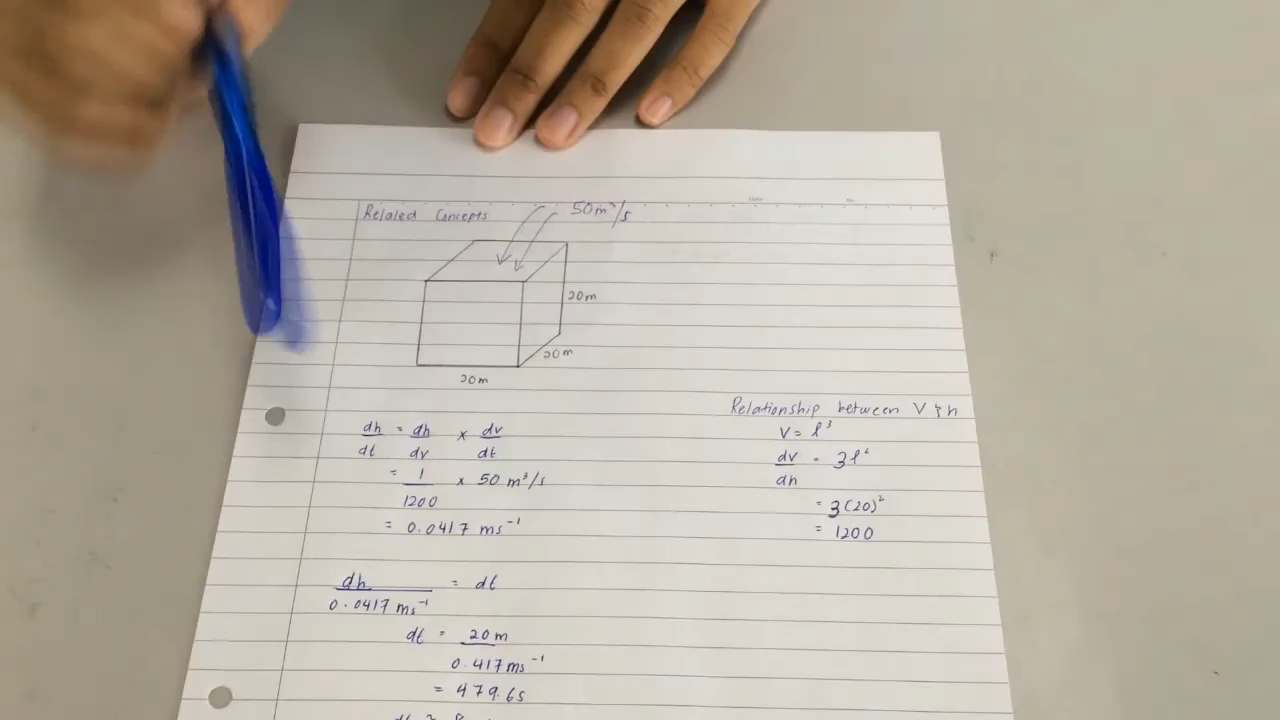 Related Concepts
50m³/s
20m
20m
20m
dh/dt = dh/dv × dv/dt
= 1/1200 × 50 m³/s
= 0.0417 ms⁻¹
Relationship between V & h
V = l³
dv/dh = 3l²
= 3(20)²
= 1200
dh/0.0417 ms⁻¹ = dt
dt = 20m/0.417ms⁻¹
= 479.6s